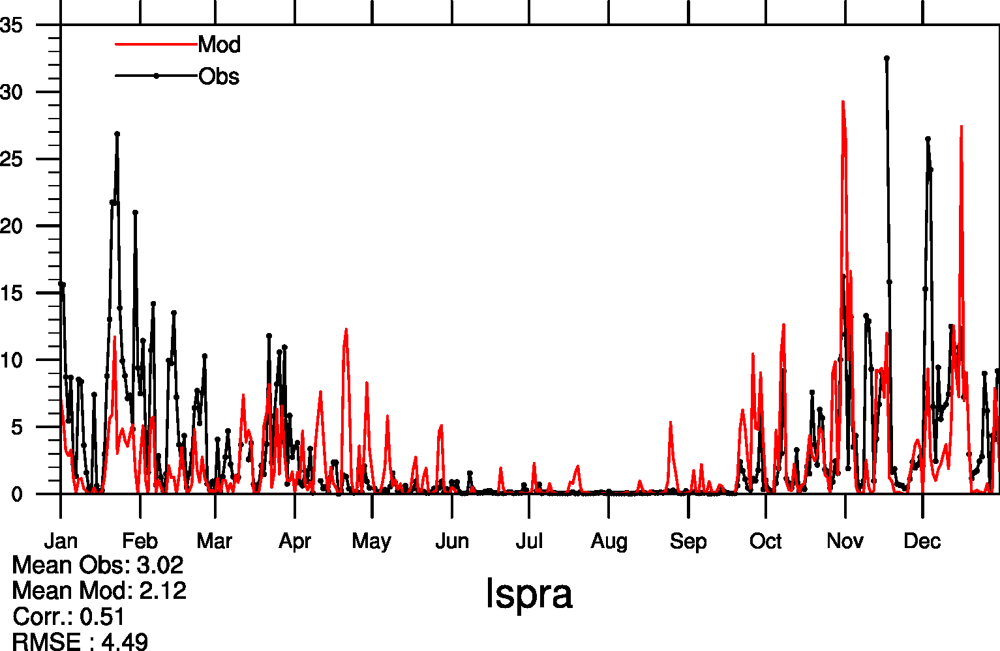 35
30
25
20
15
10
5
0
Mod
Obs
Jan Feb Mar Apr May Jun Jul Aug Sep Oct Nov Dec
Mean Obs: 3.02
Mean Mod: 2.12
Corr.: 0.51
RMSE : 4.49
Ispra